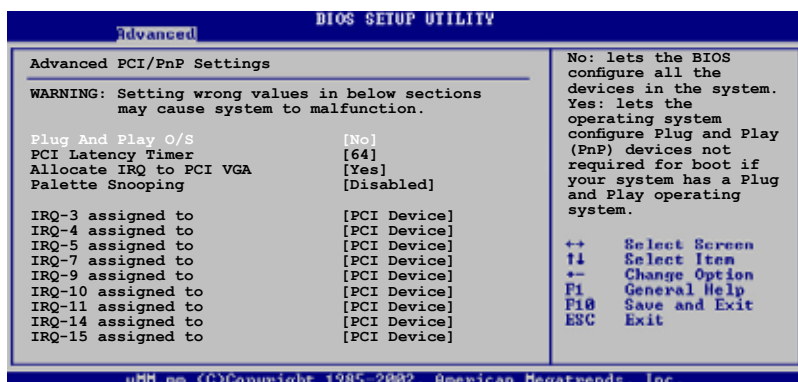 BIOS SETUP UTILITY
Advanced
Advanced PCI/PnP Settings
WARNING: Setting wrong values in below sections
may cause system to malfunction.
Plug And Play O/S [No]
PCI Latency Timer [64]
Allocate IRQ to PCI VGA [Yes]
Palette Snooping [Disabled]
IRQ-3 assigned to [PCI Device]
IRQ-4 assigned to [PCI Device]
IRQ-5 assigned to [PCI Device]
IRQ-7 assigned to [PCI Device]
IRQ-9 assigned to [PCI Device]
IRQ-10 assigned to [PCI Device]
IRQ-11 assigned to [PCI Device]
IRQ-14 assigned to [PCI Device]
IRQ-15 assigned to [PCI Device]
No: lets the BIOS
configure all the
devices in the system.
Yes: lets the
operating system
configure Plug and Play
(PnP) devices not
required for boot if
your system has a Plug
and Play operating
system.
↔ Select Screen
↑↓ Select Item
+- Change Option
F1 General Help
F10 Save and Exit
ESC Exit
(C)Copyright 1985-2002 American Megatrends Inc